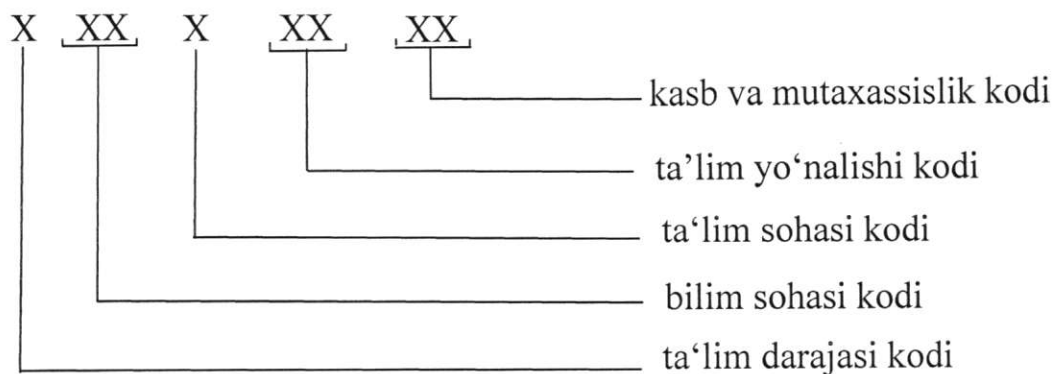 X XX X XX XX
kasb va mutaxassislik kodi
ta’lim yo‘nalishi kodi
ta‘lim sohasi kodi
bilim sohasi kodi
ta‘lim darajasi kodi